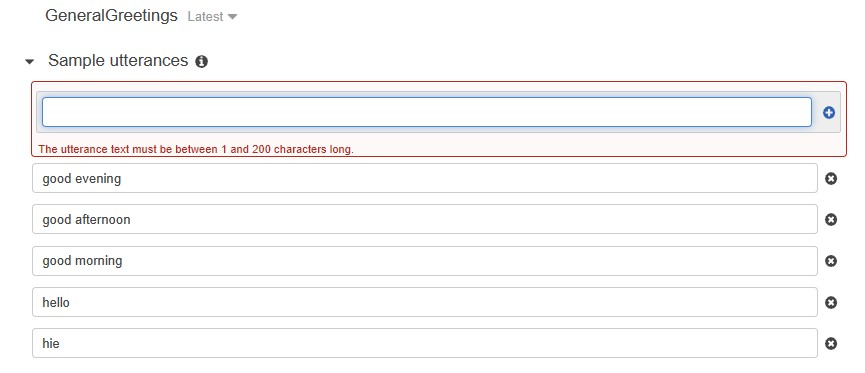 GeneralGreetings Latest
Sample utterances
The utterance text must be between 1 and 200 characters long.
good evening
good afternoon
good morning
hello
hie